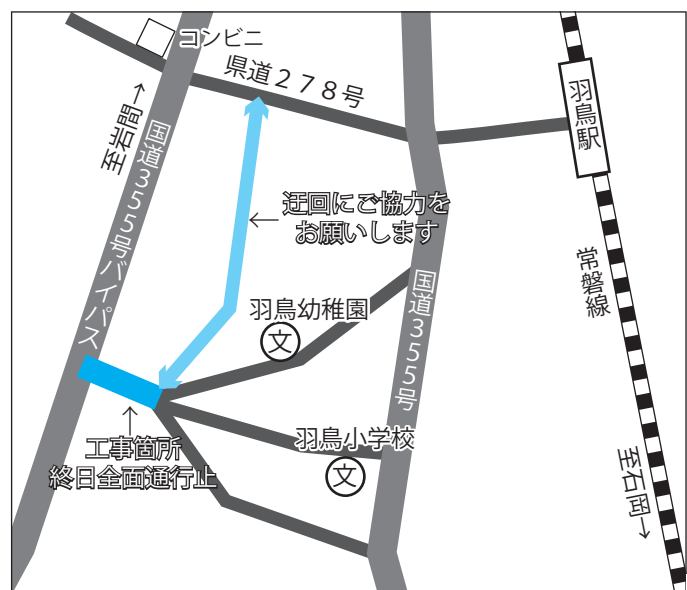 コンビニ
県道278号
羽鳥駅
至岩間→
国道355号バイパス
←迂回にご協力を
お願いします
常磐線
国道355号
羽鳥幼稚園
文
羽鳥小学校
文
↑
工事箇所
終日全面通行止
至石岡→